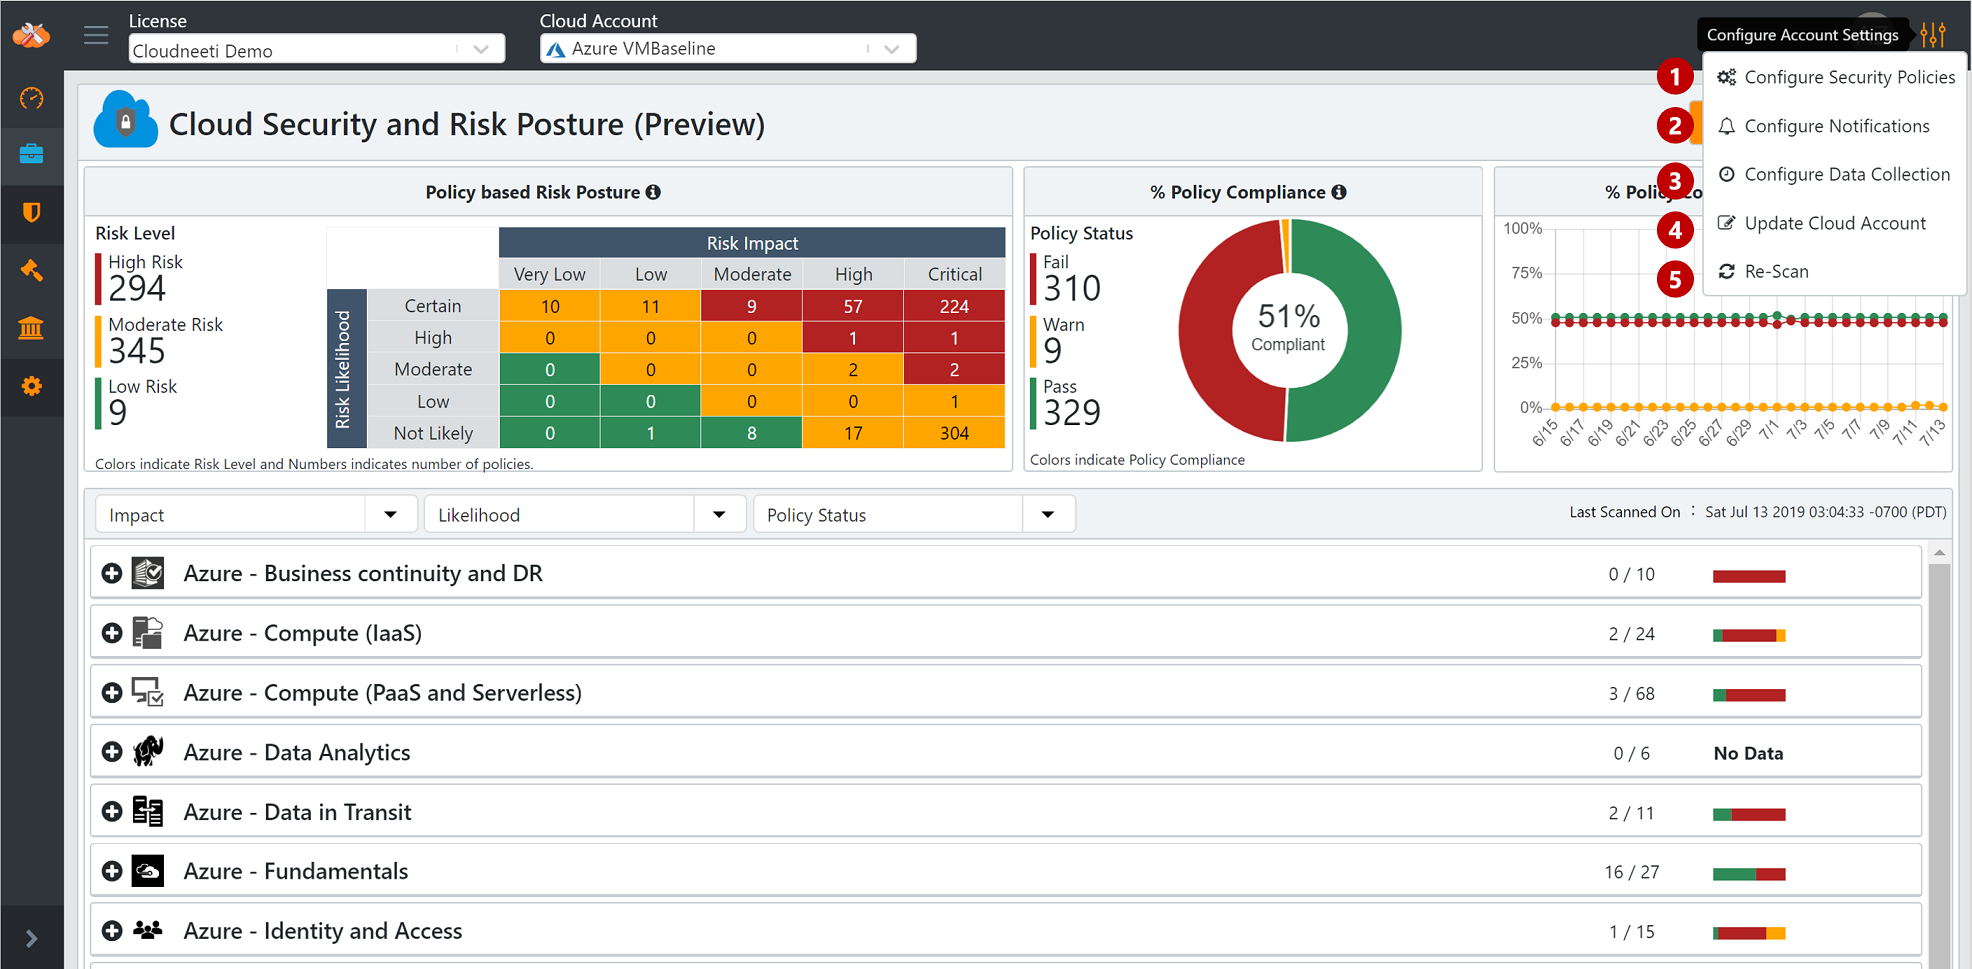 License
Cloudneeti Demo
Cloud Account
Azure VMBaseline
Configure Account Settings
1 Configure Security Policies
2 Configure Notifications
3 Configure Data Collection
4 Update Cloud Account
5 Re-Scan
Cloud Security and Risk Posture (Preview)
Policy based Risk Posture
Risk Level
High Risk
294
Moderate Risk
345
Low Risk
9
Risk Impact
Very Low Low Moderate High Critical
Risk Likelihood
Certain 10 11 9 57 224
High 0 0 0 1 1
Moderate 0 0 0 2 2
Low 0 0 0 0 1
Not Likely 0 1 8 17 304
Colors indicate Risk Level and Numbers indicates number of policies.
% Policy Compliance
Policy Status
Fail
310
Warn
9
Pass
329
51%
Compliant
Colors indicate Policy Compliance
100%
75%
50%
25%
0%
6/15 6/17 6/19 6/21 6/23 6/25 6/27 6/29 7/1 7/3 7/5 7/7 7/9 7/11 7/13
Impact
Likelihood
Policy Status
Last Scanned On : Sat Jul 13 2019 03:04:33 -0700 (PDT)
Azure - Business continuity and DR 0 / 10
Azure - Compute (IaaS) 2 / 24
Azure - Compute (PaaS and Serverless) 3 / 68
Azure - Data Analytics 0 / 6 No Data
Azure - Data in Transit 2 / 11
Azure - Fundamentals 16 / 27
Azure - Identity and Access 1 / 15